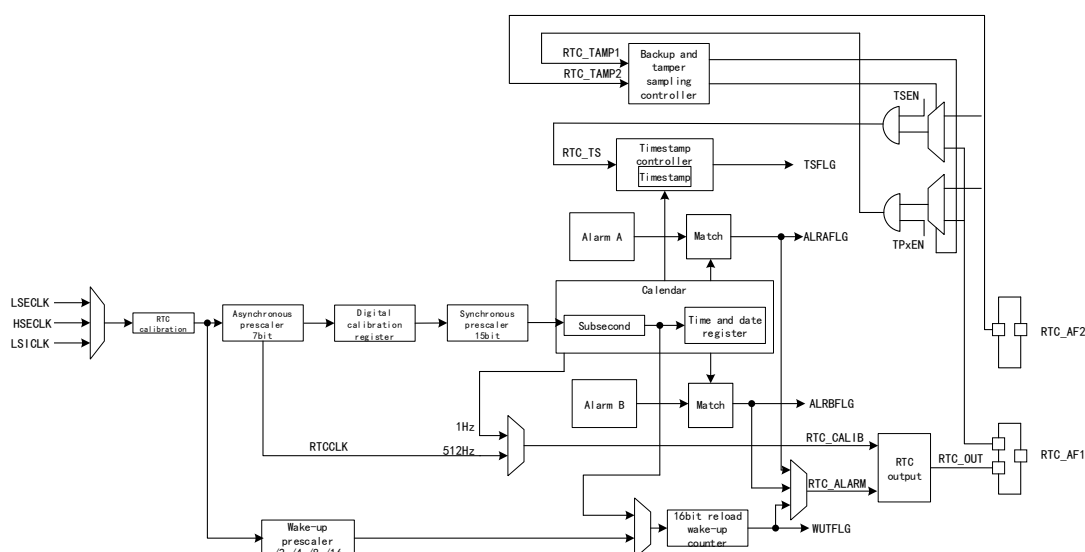 RTC_TAMP1
RTC_TAMP2
Backup and
tamper
sampling
controller
TSEN
RTC_TS
Timestamp
controller
Timestamp
TSFLG
TPxEN
Alarm A
Match
ALRAFLG
LSECLK
HSECLK
LSICLK
RTC
calibration
Asynchronous
prescaler
7bit
Digital
calibration
register
Synchronous
prescaler
15bit
Calendar
Subsecond
Time and date
register
RTC_AF2
Alarm B
Match
ALRBFLG
1Hz
RTCCLK
512Hz
RTC_CALIB
RTC_ALARM
RTC
output
RTC_OUT
RTC_AF1
16bit reload
wake-up
counter
WUTFLG
Wake-up
prescaler